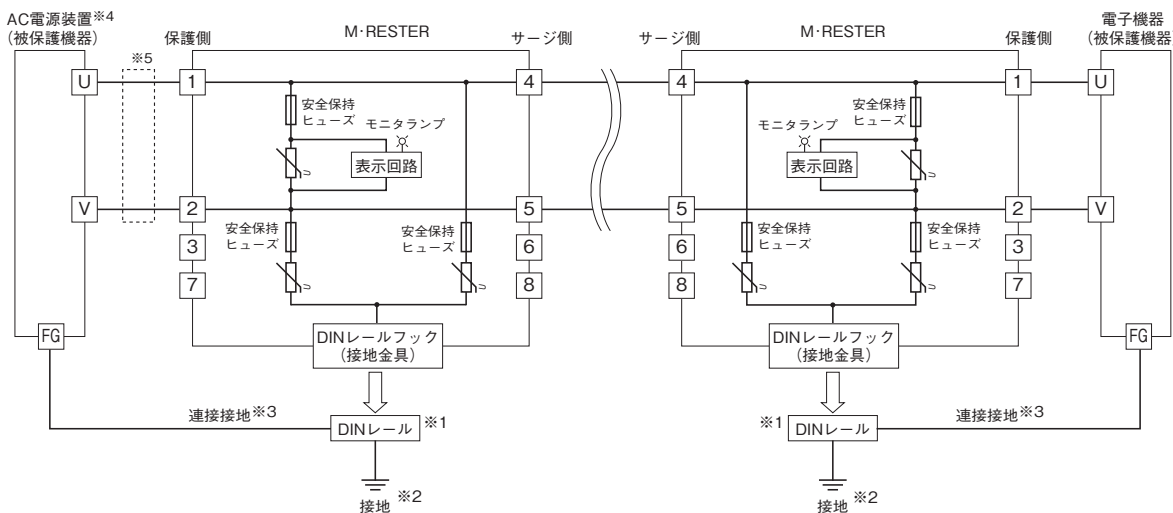 AC電源装置※4
(被保護機器)
保護側
M･RESTER
サージ側
サージ側
M･RESTER
保護側
電子機器
(被保護機器
※5
U
1
4
4
1
U
安全保持
ヒューズ
モニタランプ
表示回路
モニタランプ
表示回路
安全保持
ヒューズ
V
2
5
5
2
V
安全保持
ヒューズ
安全保持
ヒューズ
安全保持
ヒューズ
安全保持
ヒューズ
3
6
6
3
7
8
8
7
FG
DINレールフック
(接地金具)
DINレールフック
(接地金具)
FG
連接接地※3
DINレール
※1
※1
DINレール
連接接地※3
接地
※2
接地
※2